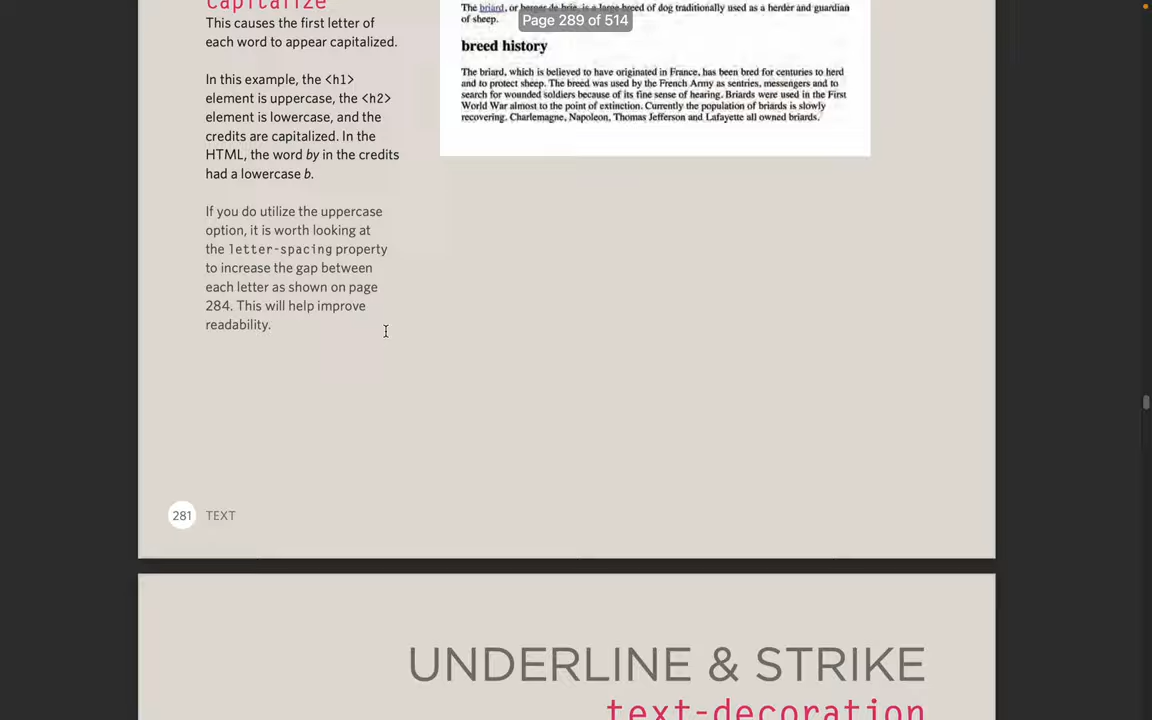 capitalize
This causes the first letter of
each word to appear capitalized.
In this example, the <h1>
element is uppercase, the <h2>
element is lowercase, and the
credits are capitalized. In the
HTML, the word by in the credits
had a lowercase b.
If you do utilize the uppercase
option, it is worth looking at
the letter-spacing property
to increase the gap between
each letter as shown on page
284. This will help improve
readability.
The briard, or berger de brie, is a large breed of dog traditionally used as a herder and guardian
of sheep.
Page 289 of 514
breed history
The briard, which is believed to have originated in France, has been bred for centuries to herd
and to protect sheep. The breed was used by the French Army as sentries, messengers and to
search for wounded soldiers because of its fine sense of hearing. Briards were used in the First
World War almost to the point of extinction. Currently the population of briards is slowly
recovering. Charlemagne, Napoleon, Thomas Jefferson and Lafayette all owned briards.
281 TEXT
UNDERLINE & STRIKE
text-decoration